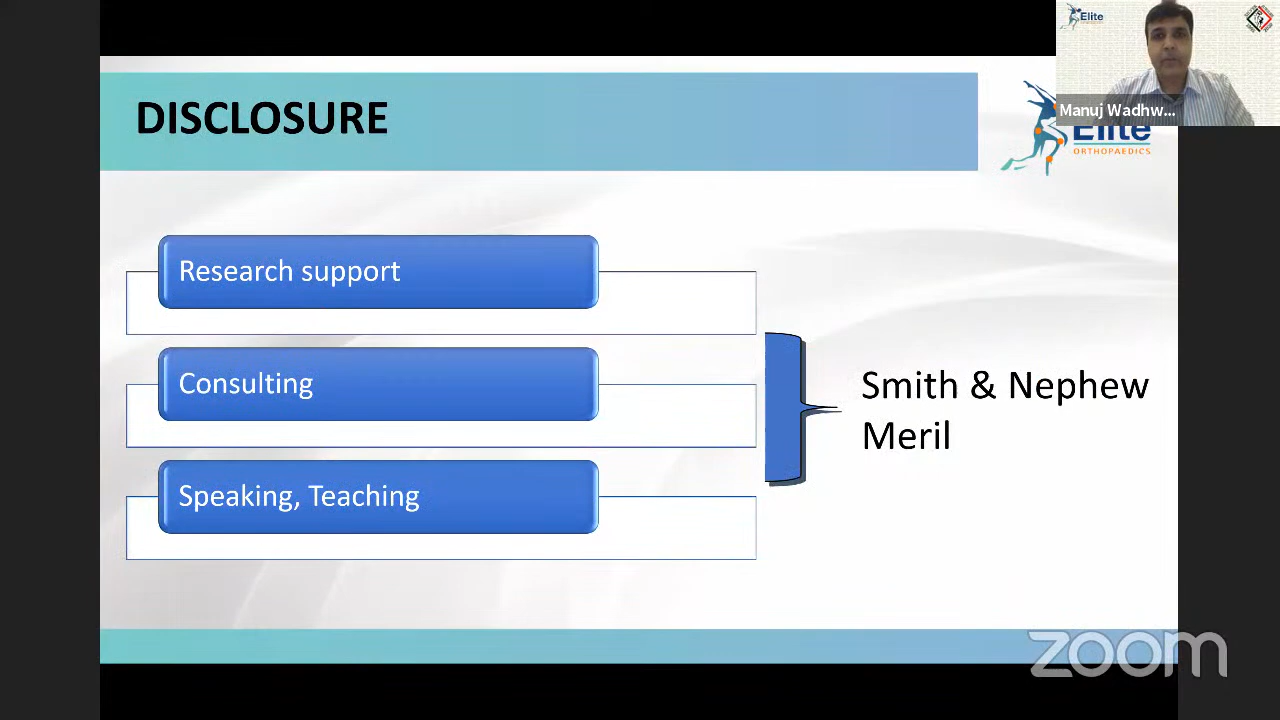 DISCLOSURE
Elite
Manuj Wadhw...
Elite
ORTHOPAEDICS
Research support
Consulting
Speaking, Teaching
Smith & Nephew
Meril
zoom